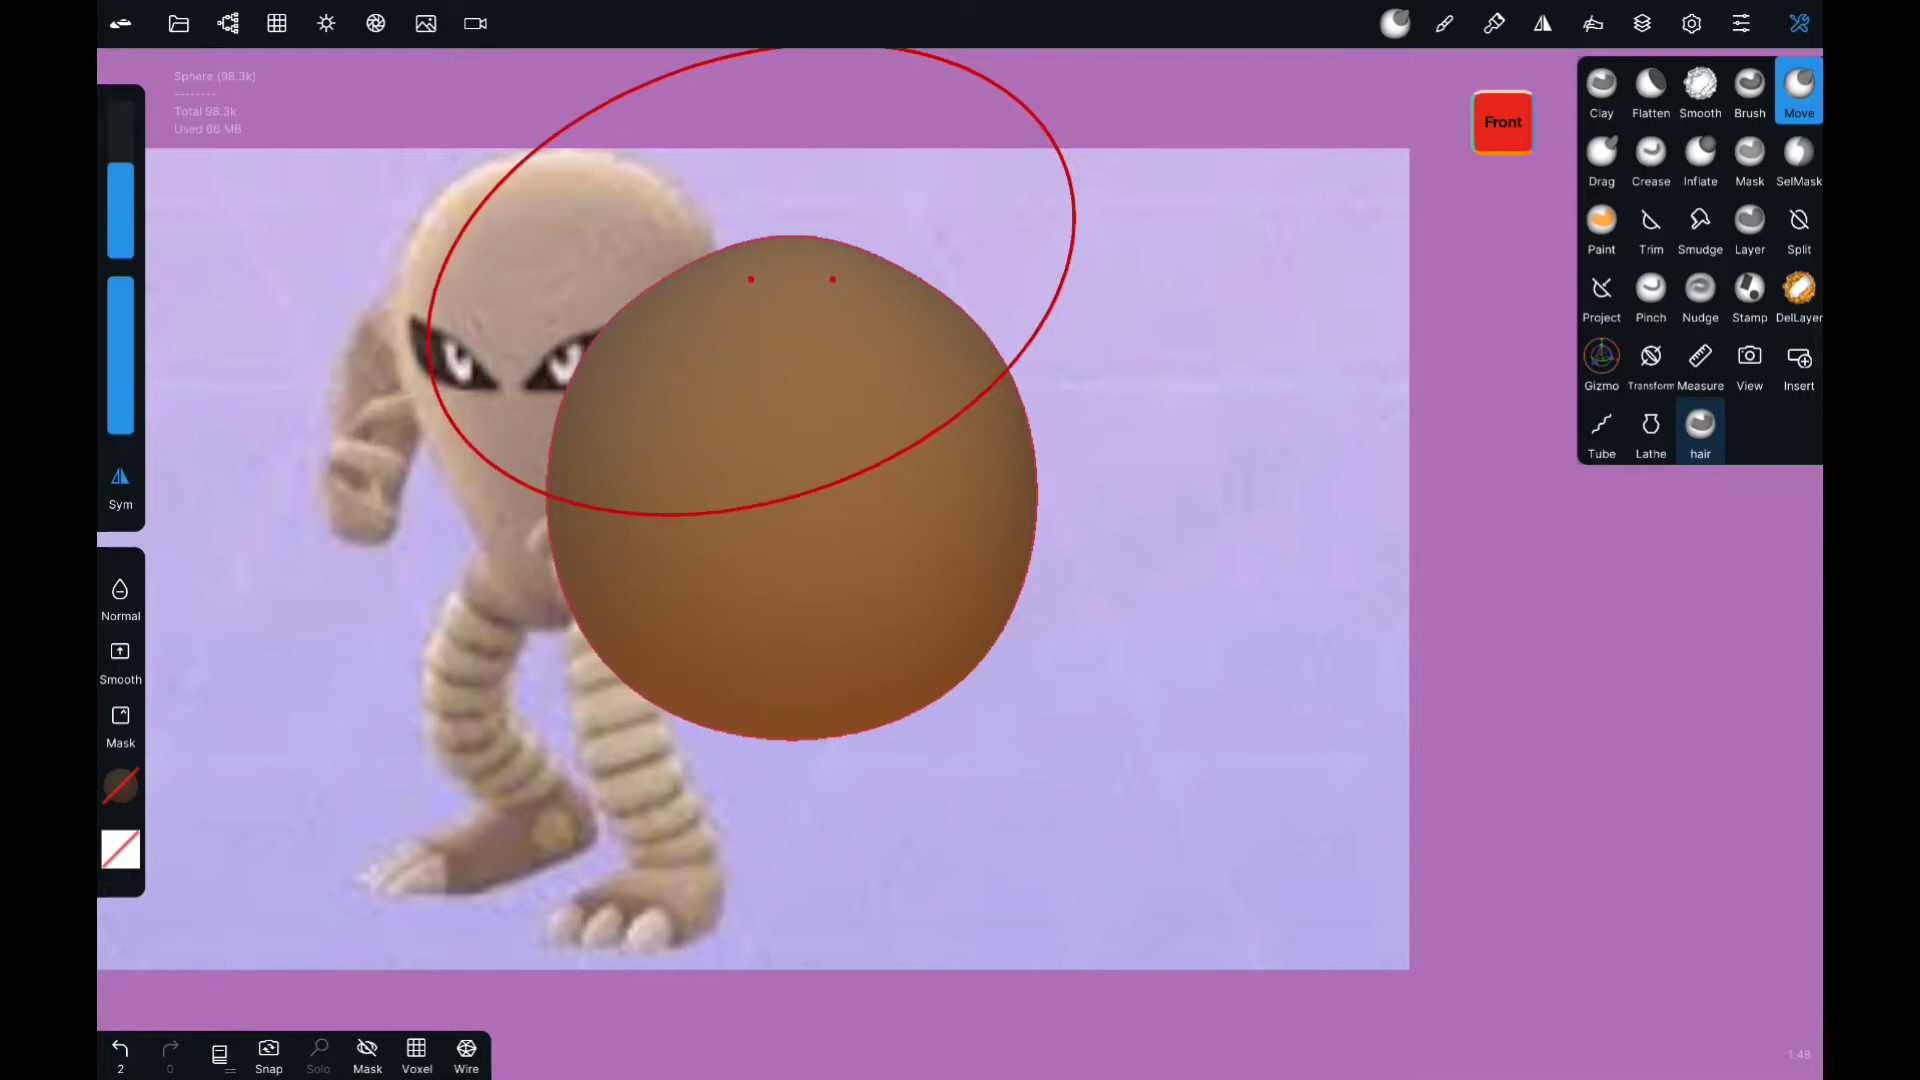 Sphere (98.3k)
--------
Total 98.3k
Used 66 MB
Front
Clay Flatten Smooth Brush Move
Drag Crease Inflate Mask SelMask
Paint Trim Smudge Layer Split
Project Pinch Nudge Stamp DelLayer
Gizmo Transform Measure View Insert
Tube Lathe hair
Sym
Normal
Smooth
Mask
2 0 Snap Solo Mask Voxel Wire
1.48